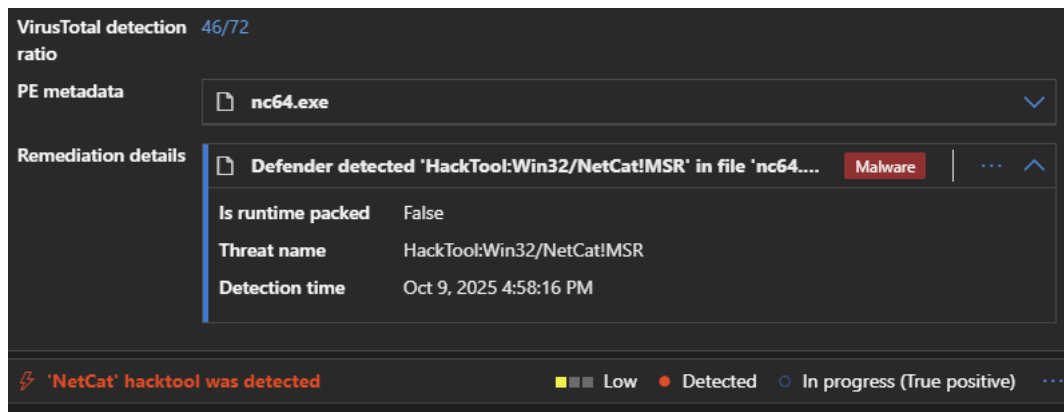 VirusTotal detection 46/72
ratio
PE metadata
nc64.exe
Remediation details
Defender detected 'HackTool:Win32/NetCat!MSR' in file 'nc64.... Malware ...
Is runtime packed False
Threat name HackTool:Win32/NetCat!MSR
Detection time Oct 9, 2025 4:58:16 PM
'NetCat' hacktool was detected Low Detected In progress (True positive) ...